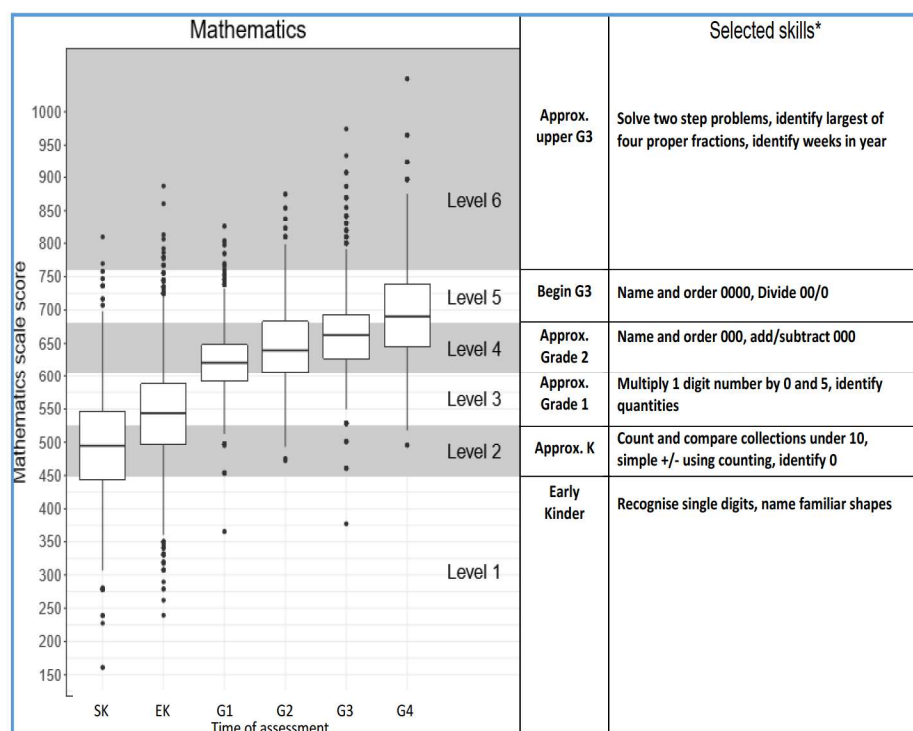 Mathematics
Mathematics scale score
1000
950
900
850
800
750
700
650
600
550
500
450
400
350
300
250
200
150
Level 6
Level 5
Level 4
Level 3
Level 2
Level 1
SK EK G1 G2 G3 G4
Time of assessment
Selected skills*
Approx.
upper G3
Solve two step problems, identify largest of
four proper fractions, identify weeks in year
Begin G3
Name and order 0000, Divide 00/0
Approx.
Grade 2
Name and order 000, add/subtract 000
Approx.
Grade 1
Multiply 1 digit number by 0 and 5, identify
quantities
Approx. K
Count and compare collections under 10,
simple +/- using counting, identify 0
Early
Kinder
Recognise single digits, name familiar shapes